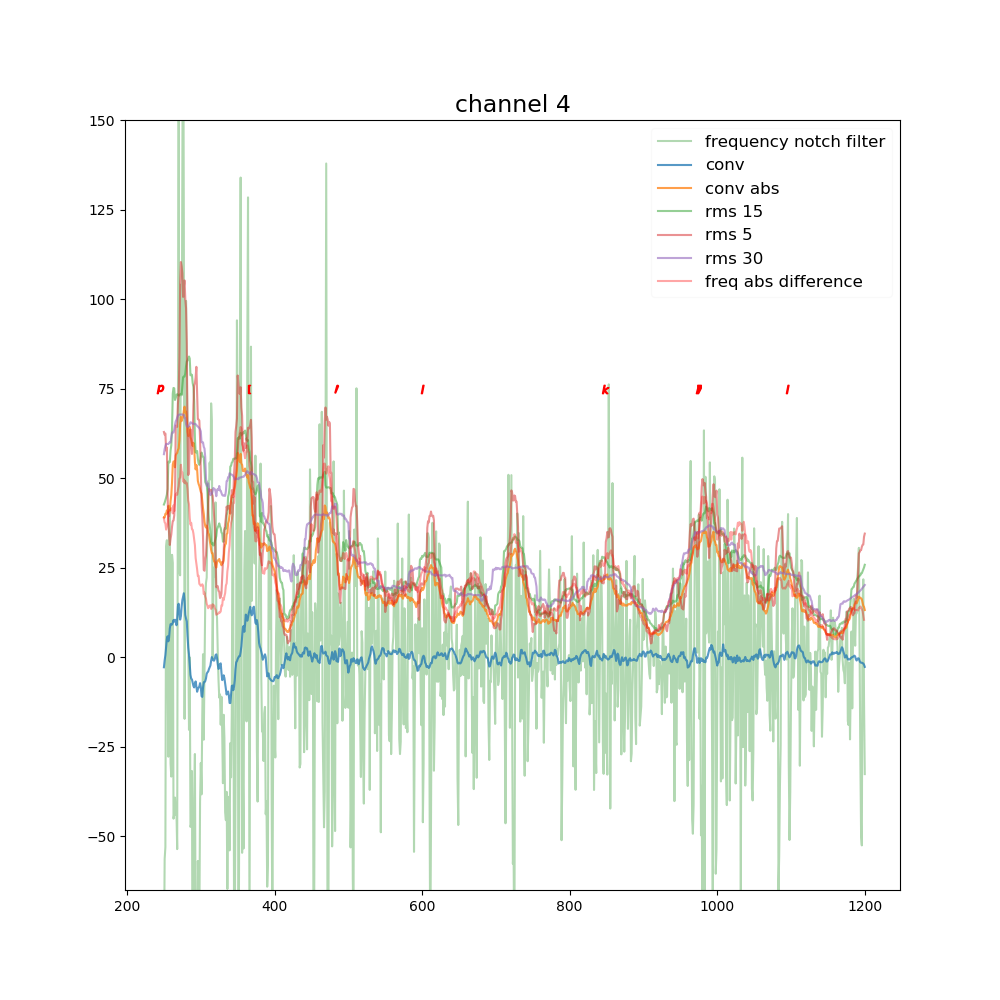 channel 4
150
125
100
75
50
25
0
−25
−50
frequency notch filter
conv
conv abs
rms 15
rms 5
rms 30
freq abs difference
p l k l
200 400 600 800 1000 1200